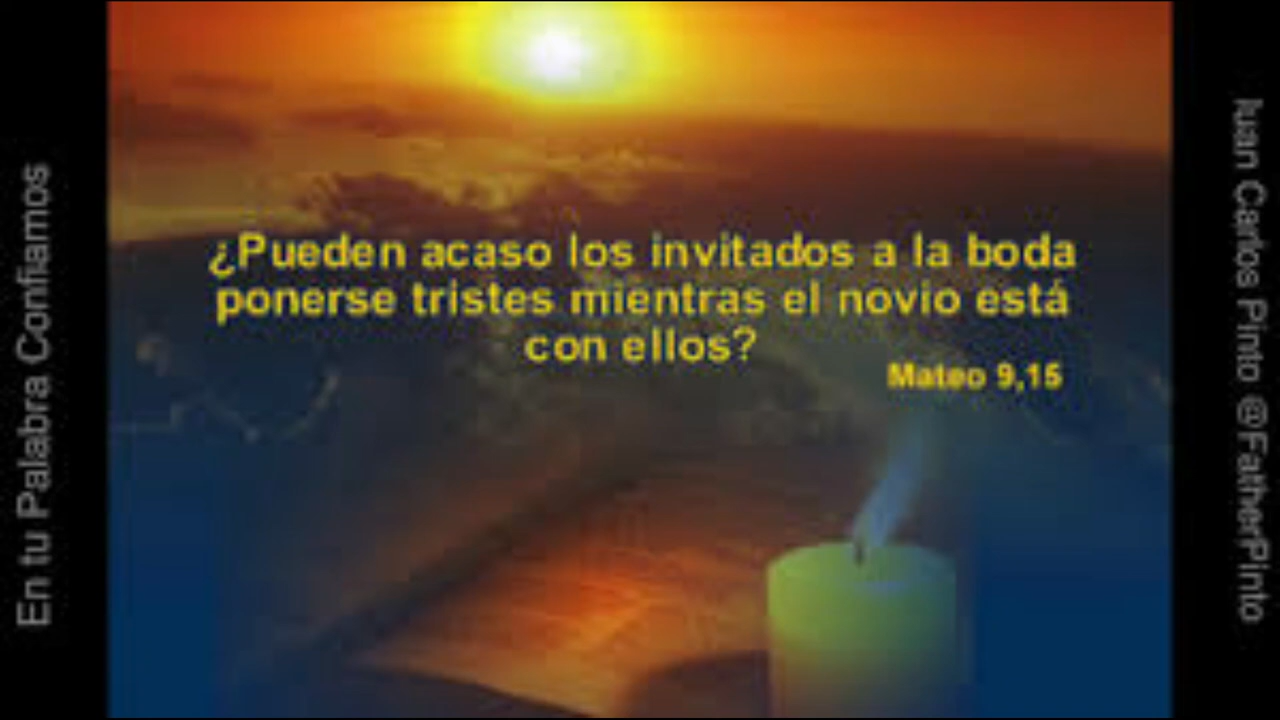 En tu Palabra Confiamos
¿Pueden acaso los invitados a la boda
ponerse tristes mientras el novio está
con ellos?
Mateo 9,15
Juan Carlos Pinto @FatherPinto